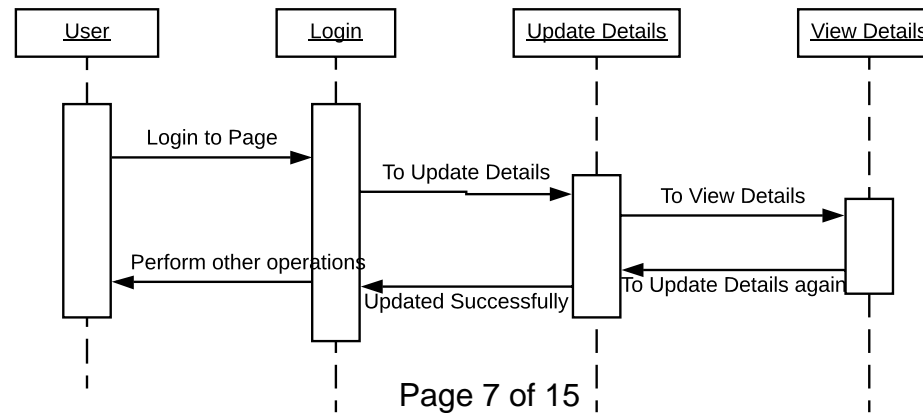 User
Login
Update Details
View Details
Login to Page
To Update Details
To View Details
Perform other operations
To Update Details again
Updated Successfully
Page 7 of 15